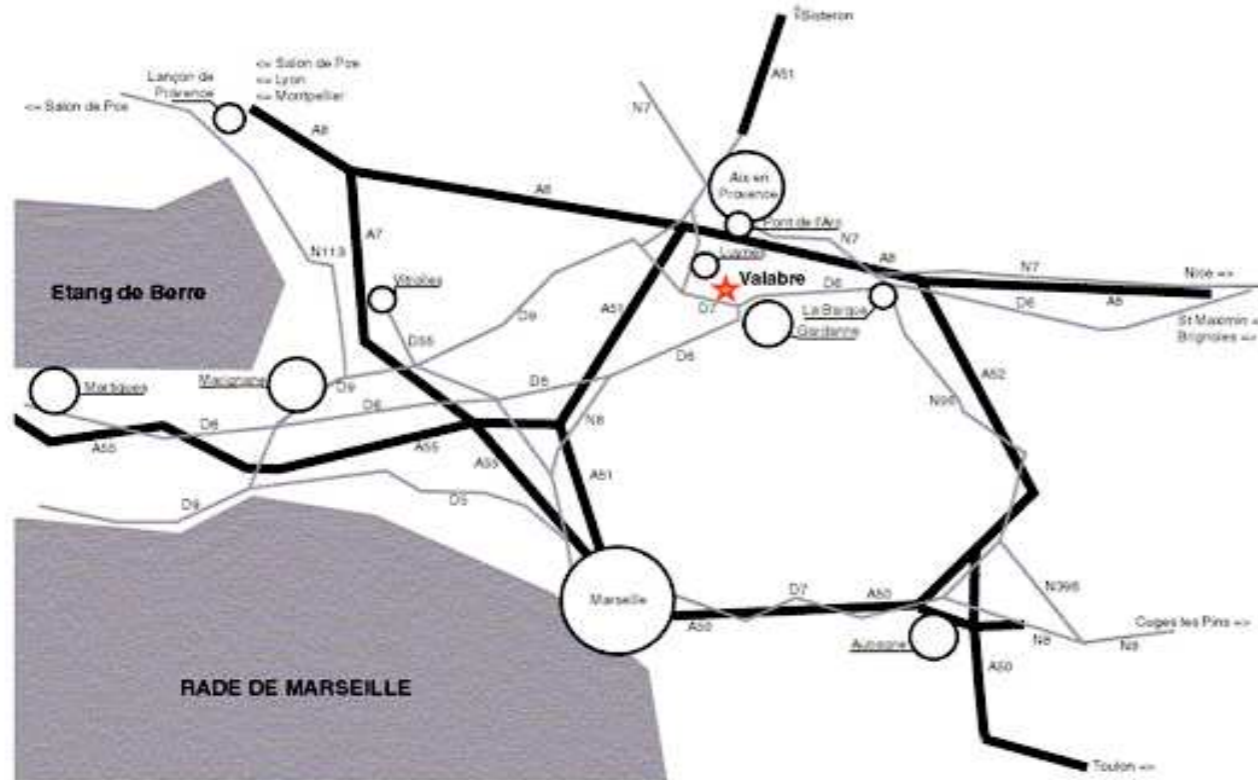 ⇑Sisteron
<= Salon de Pce
<= Lyon
<= Montpellier
Lançon de
Provence
<= Salon de Pce
A51
N7
A8
Aix en
Provence
A8
Pont de l'Arc
N7
A7
N113
Luynes
A8
N7
Nice =>
Valabre
Etang de Berre
Vitrolles
D6
D7
La Barque
D6
A8
A51
D9
Gardanne
St Maximin =
Brignoles =>
D55
D6
Marignane
D9
D6
A52
Martigues
D6
N8
N96
A55
A55
A55
A51
D9
D5
Marseille
D7
A50
N396
A50
Cuges les Pins =>
Aubagne
N8
N8
A50
RADE DE MARSEILLE
Toulon =>